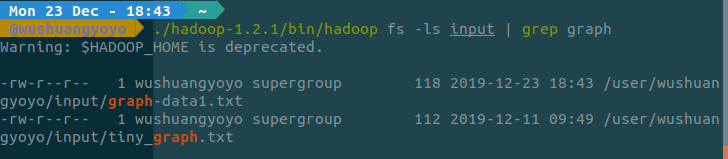 Mon 23 Dec - 18:43 ~
@wushuangyoyo ./hadoop-1.2.1/bin/hadoop fs -ls input | grep graph
Warning: $HADOOP_HOME is deprecated.
-rw-r--r-- 1 wushuangyoyo supergroup 118 2019-12-23 18:43 /user/wushuan
gyoyo/input/graph-data1.txt
-rw-r--r-- 1 wushuangyoyo supergroup 112 2019-12-11 09:49 /user/wushuan
gyoyo/input/tiny_graph.txt